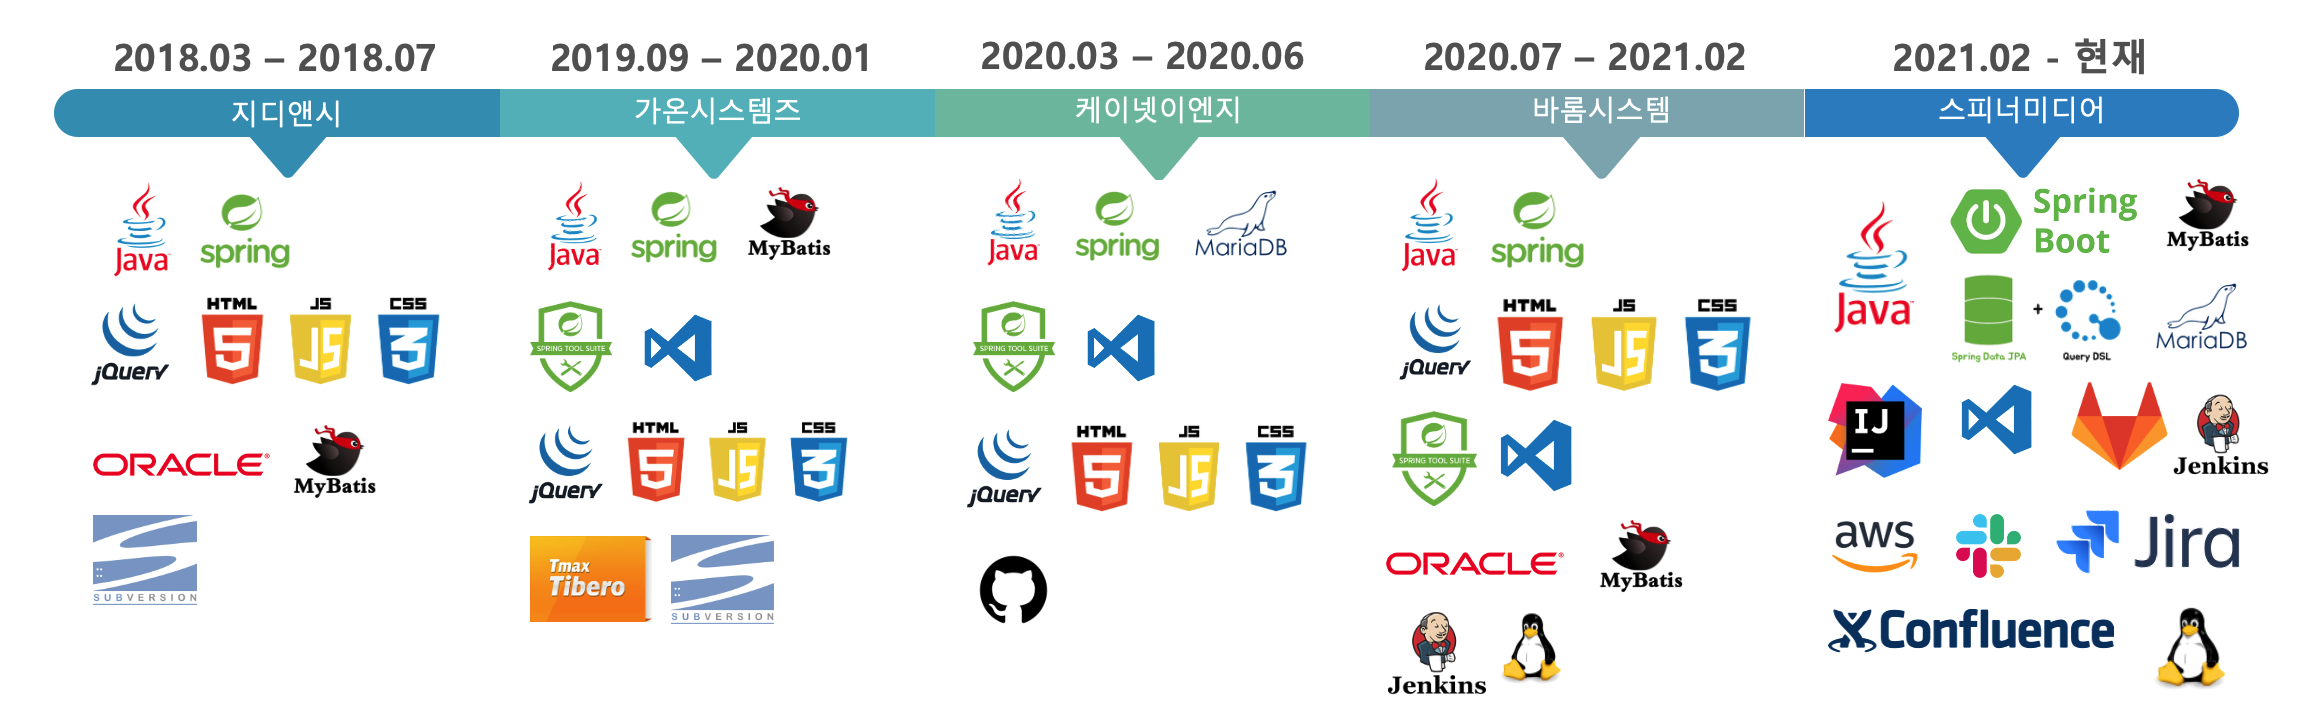 2018.03 – 2018.07
지디앤시
Java
spring
jQuery
HTML
5
JS
JS
CSS
3
ORACLE
MyBatis
SUBVERSION
2019.09 – 2020.01
가온시스템즈
Java
spring
MyBatis
SPRING TOOL SUITE
jQuery
HTML
5
JS
JS
CSS
3
Tmax
Tibero
SUBVERSION
2020.03 – 2020.06
케이넷이엔지
Java
spring
MariaDB
SPRING TOOL SUITE
jQuery
HTML
5
JS
JS
CSS
3
2020.07 – 2021.02
바롬시스템
Java
spring
jQuery
HTML
5
JS
JS
CSS
3
SPRING TOOL SUITE
ORACLE
MyBatis
Jenkins
2021.02 - 현재
스피너미디어
Java
Spring
Boot
MyBatis
Spring Data JPA
+
Query DSL
MariaDB
IJ
Jenkins
aws
Jira
Confluence